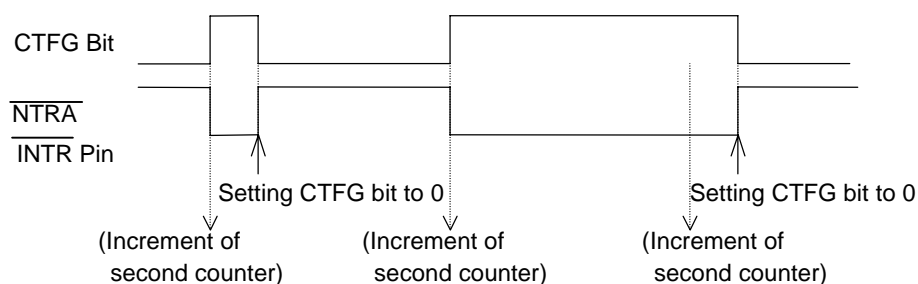 CTFG Bit
NTRA
INTR Pin
Setting CTFG bit to 0
Setting CTFG bit to 0
(Increment of
second counter)
(Increment of
second counter)
(Increment of
second counter)